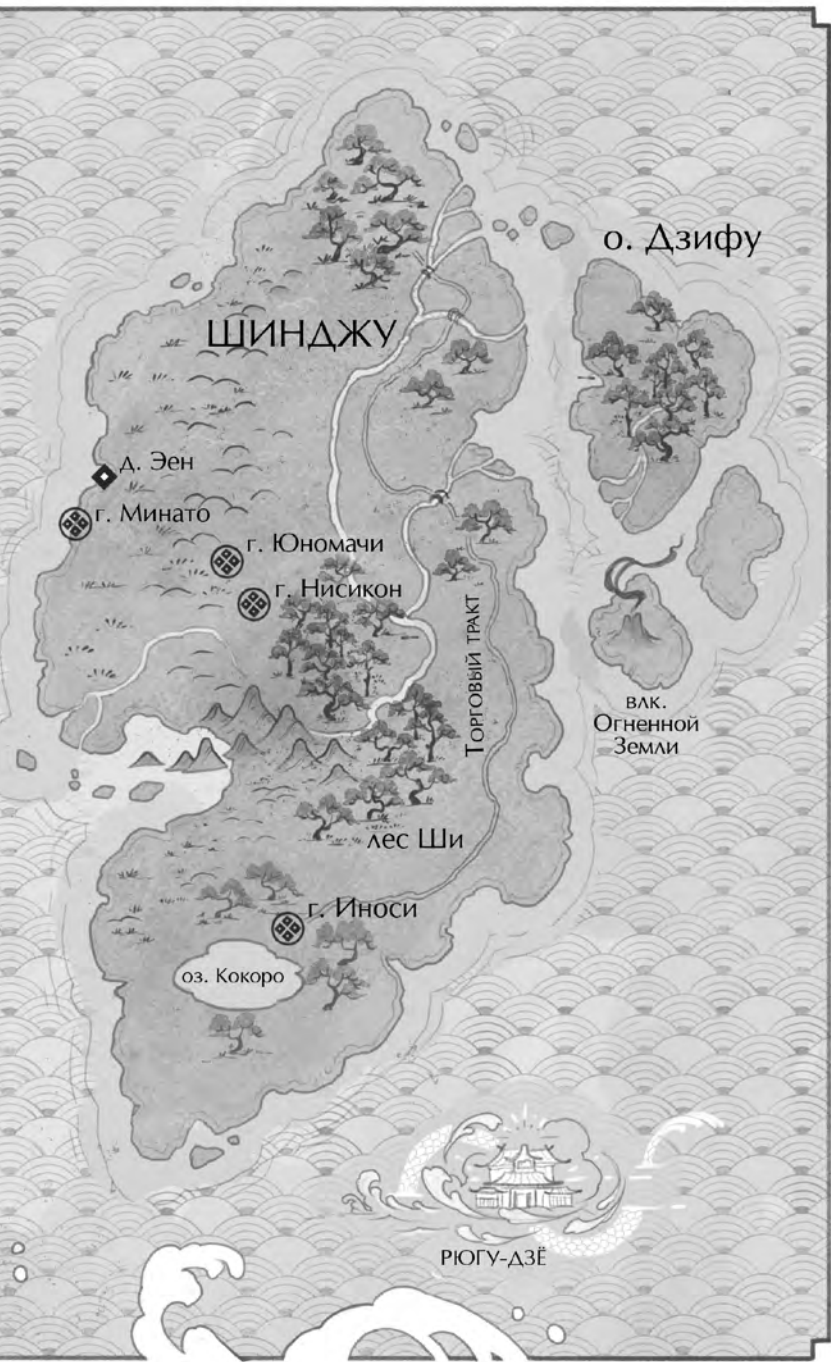 о. Дзифу
ШИНДЖУ
д. Эен
г. Минато
г. Юномачи
г. Нисикон
Торговый тракт
влк.
Огненной
Земли
лес Ши
г. Иноси
оз. Кокоро
РЮГУ-ДЗЁ